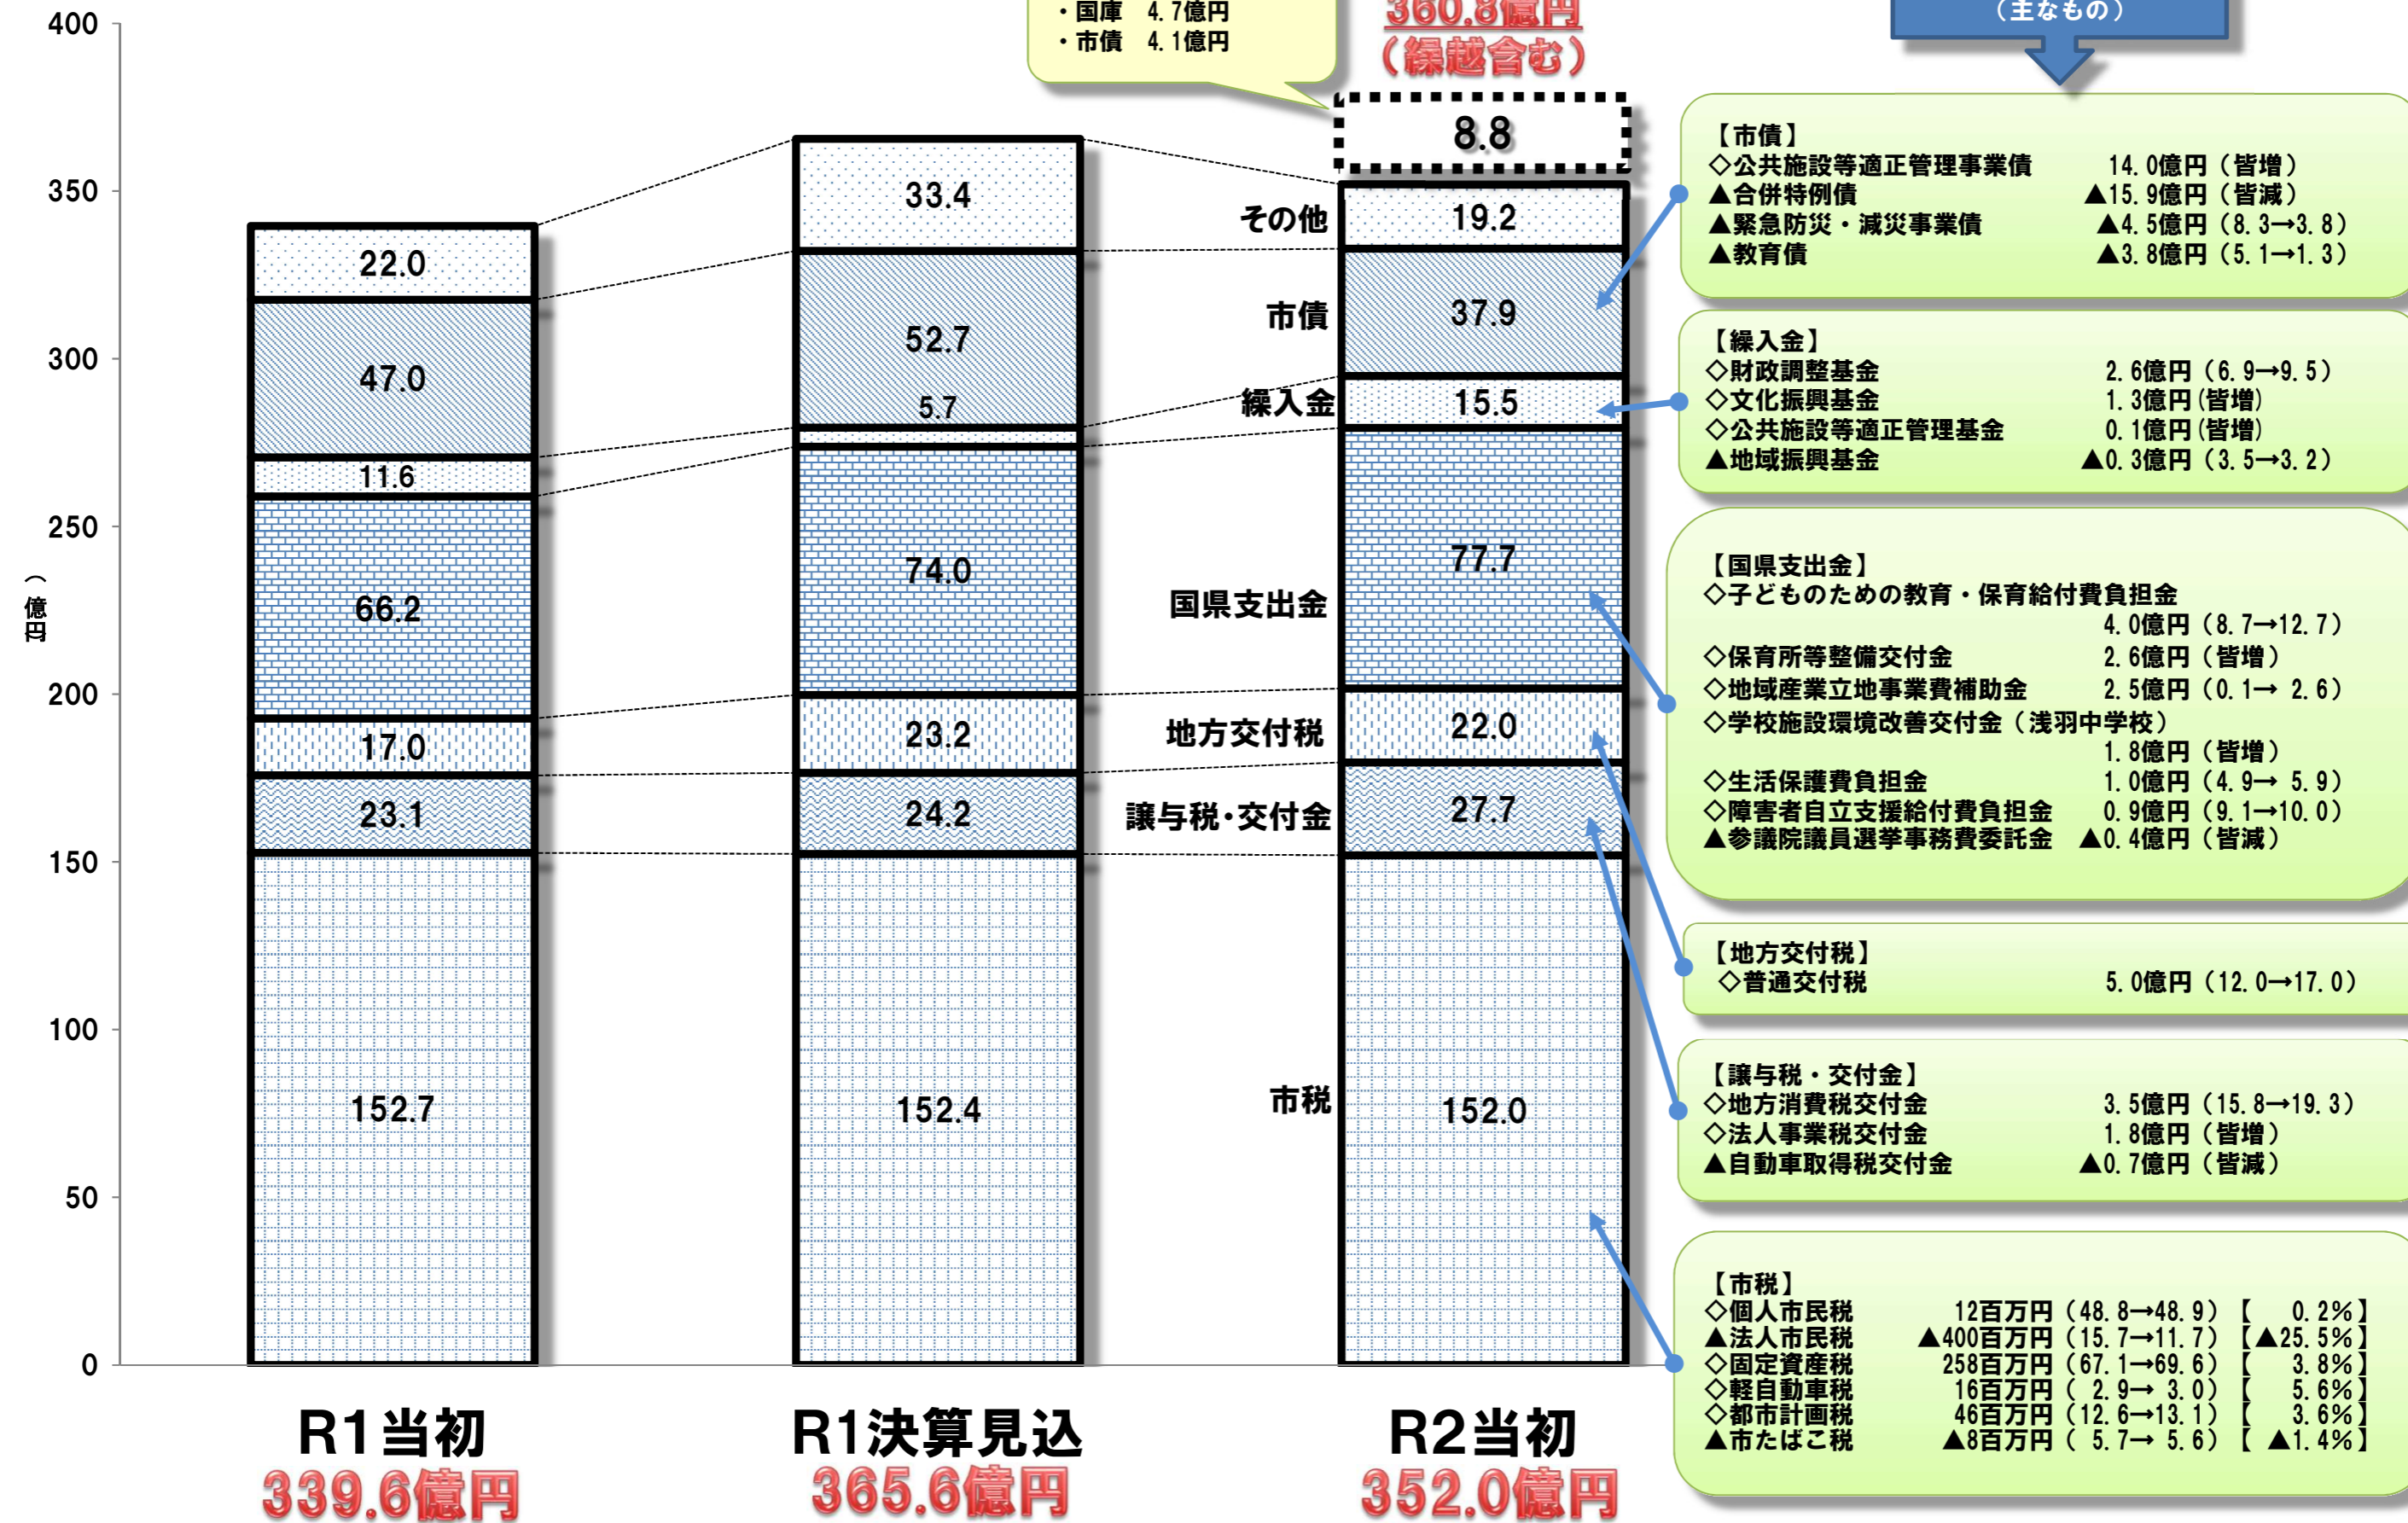 ・国庫　4.7億円
・市債　4.1億円
360.8億円
（繰越含む）
（主なもの）
400
350
300
250
200
150
100
50
0
（億円）
22.0
47.0
11.6
66.2
17.0
23.1
152.7
33.4
52.7
5.7
74.0
23.2
24.2
152.4
8.8
その他
19.2
市債
37.9
繰入金
15.5
国県支出金
77.7
地方交付税
22.0
譲与税・交付金
27.7
市税
152.0
R1当初
339.6億円
R1決算見込
365.6億円
R2当初
352.0億円
【市債】
◇公共施設等適正管理事業債　14.0億円（皆増）
▲合併特例債　▲15.9億円（皆減）
▲緊急防災・減災事業債　▲4.5億円（8.3→3.8）
▲教育債　▲3.8億円（5.1→1.3）
【繰入金】
◇財政調整基金　2.6億円（6.9→9.5）
◇文化振興基金　1.3億円(皆増)
◇公共施設等適正管理基金　0.1億円(皆増)
▲地域振興基金　▲0.3億円（3.5→3.2）
【国県支出金】
◇子どものための教育・保育給付費負担金
4.0億円（8.7→12.7）
◇保育所等整備交付金　2.6億円（皆増）
◇地域産業立地事業費補助金　2.5億円（0.1→ 2.6）
◇学校施設環境改善交付金（浅羽中学校）
1.8億円（皆増）
◇生活保護費負担金　1.0億円（4.9→ 5.9）
◇障害者自立支援給付費負担金　0.9億円（9.1→10.0）
▲参議院議員選挙事務費委託金　▲0.4億円（皆減）
【地方交付税】
◇普通交付税　5.0億円（12.0→17.0）
【譲与税・交付金】
◇地方消費税交付金　3.5億円（15.8→19.3）
◇法人事業税交付金　1.8億円（皆増）
▲自動車取得税交付金　▲0.7億円（皆減）
【市税】
◇個人市民税　12百万円（48.8→48.9）【　0.2%】
▲法人市民税　▲400百万円（15.7→11.7）【▲25.5%】
◇固定資産税　258百万円（67.1→69.6）【　3.8%】
◇軽自動車税　16百万円（ 2.9→ 3.0）【　5.6%】
◇都市計画税　46百万円（12.6→13.1）【　3.6%】
▲市たばこ税　▲8百万円（ 5.7→ 5.6）【 ▲1.4%】